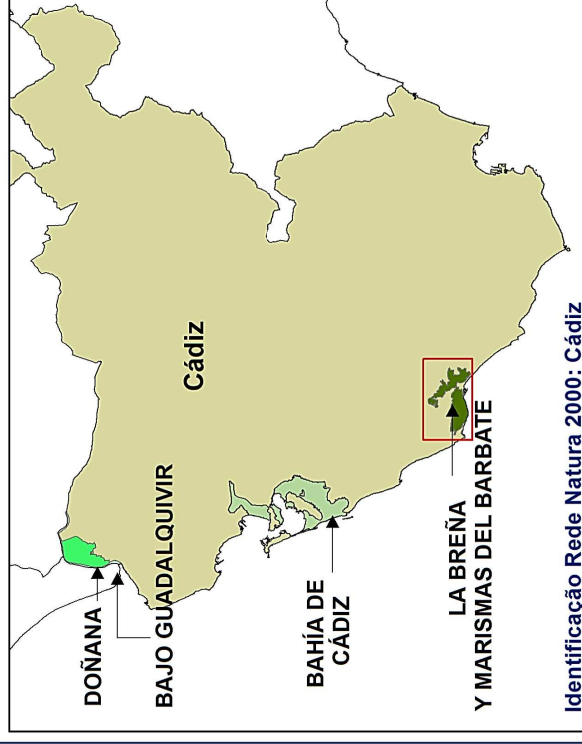 DOÑANA
BAJO GUADALQUIVIR
Cádiz
BAHÍA DE
CÁDIZ
LA BREÑA
Y MARISMAS DEL BARBATE
Identificação Rede Natura 2000: Cádiz